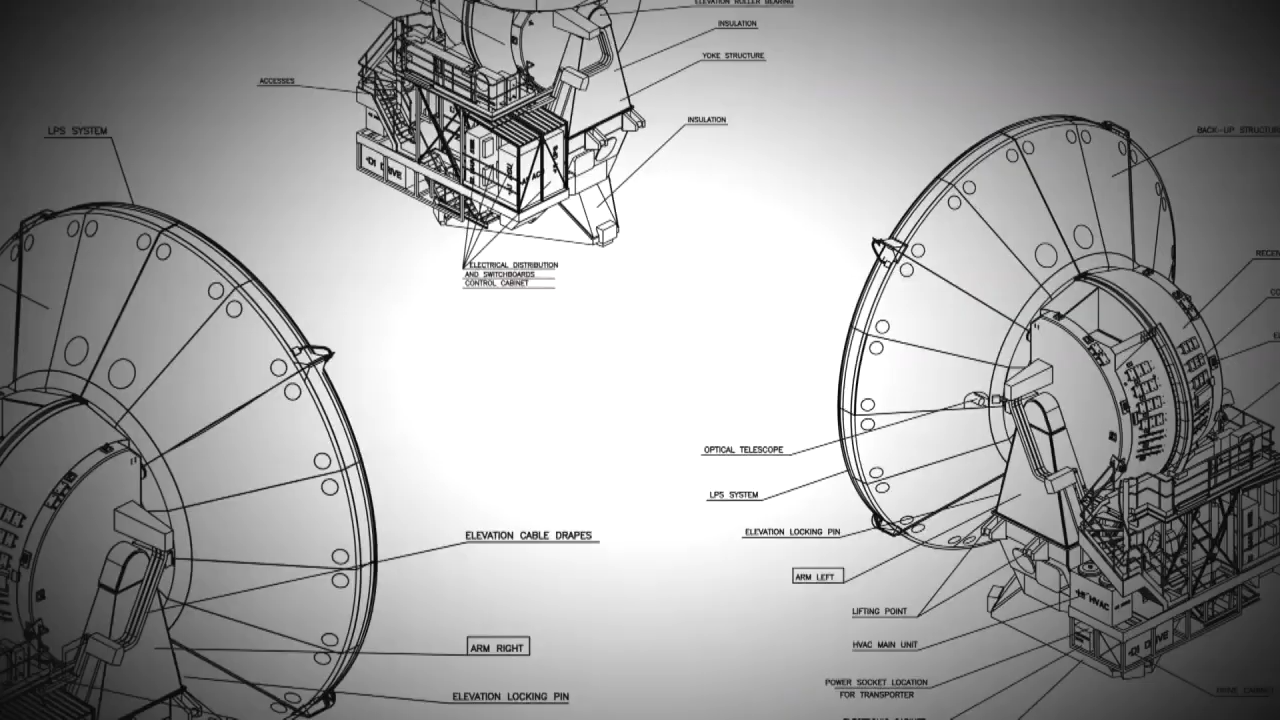 ELEVATION ROLLER BEARING
INSULATION
YOKE STRUCTURE
ACCESSES
INSULATION
LPS SYSTEM
BACK-UP STRUCTUR
ELECTRICAL DISTRIBUTION
AND SWITCHBOARDS
CONTROL CABINET
OPTICAL TELESCOPE
LPS SYSTEM
ELEVATION LOCKING PIN
ELEVATION CABLE DRAPES
ARM LEFT
HVAC
LIFTING POINT
ARM RIGHT
HVAC MAIN UNIT
POWER SOCKET LOCATION
FOR TRANSPORTER
ELEVATION LOCKING PIN